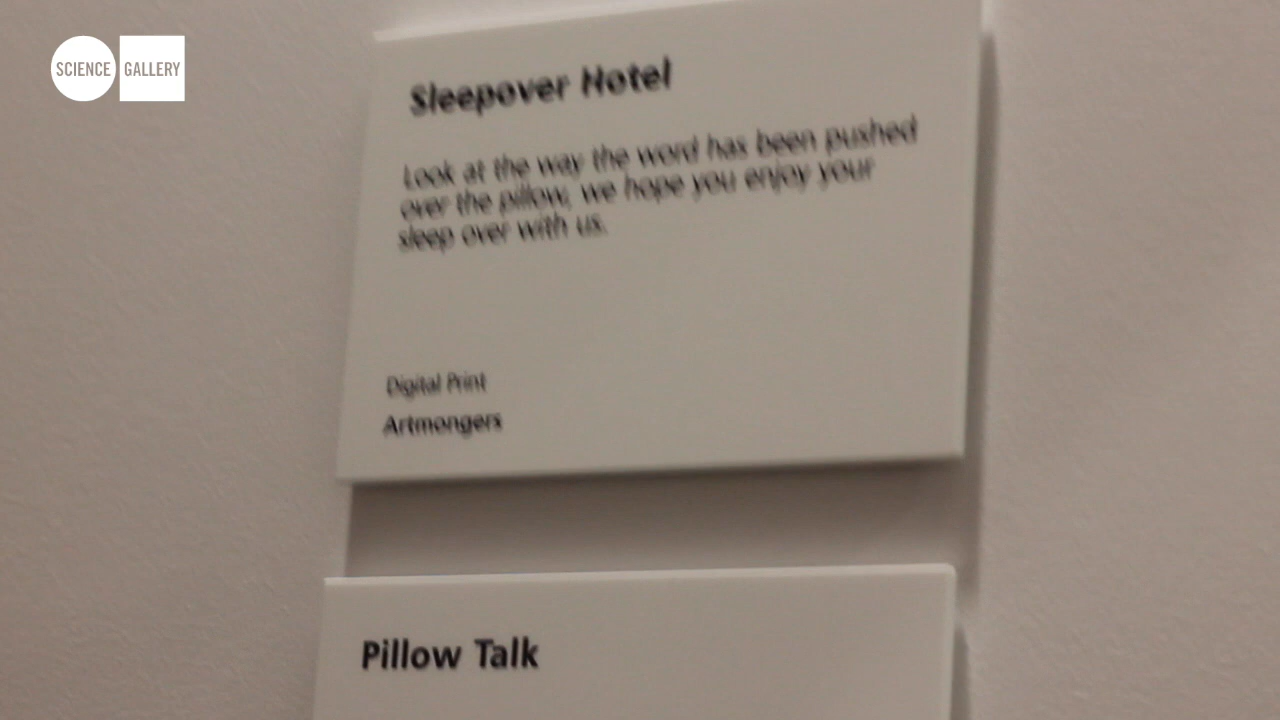 SCIENCE GALLERY
Sleepover Hotel
Look at the way the word has been pushed
over the pillow, we hope you enjoy your
sleep over with us.
Digital Print
Artmongers
Pillow Talk